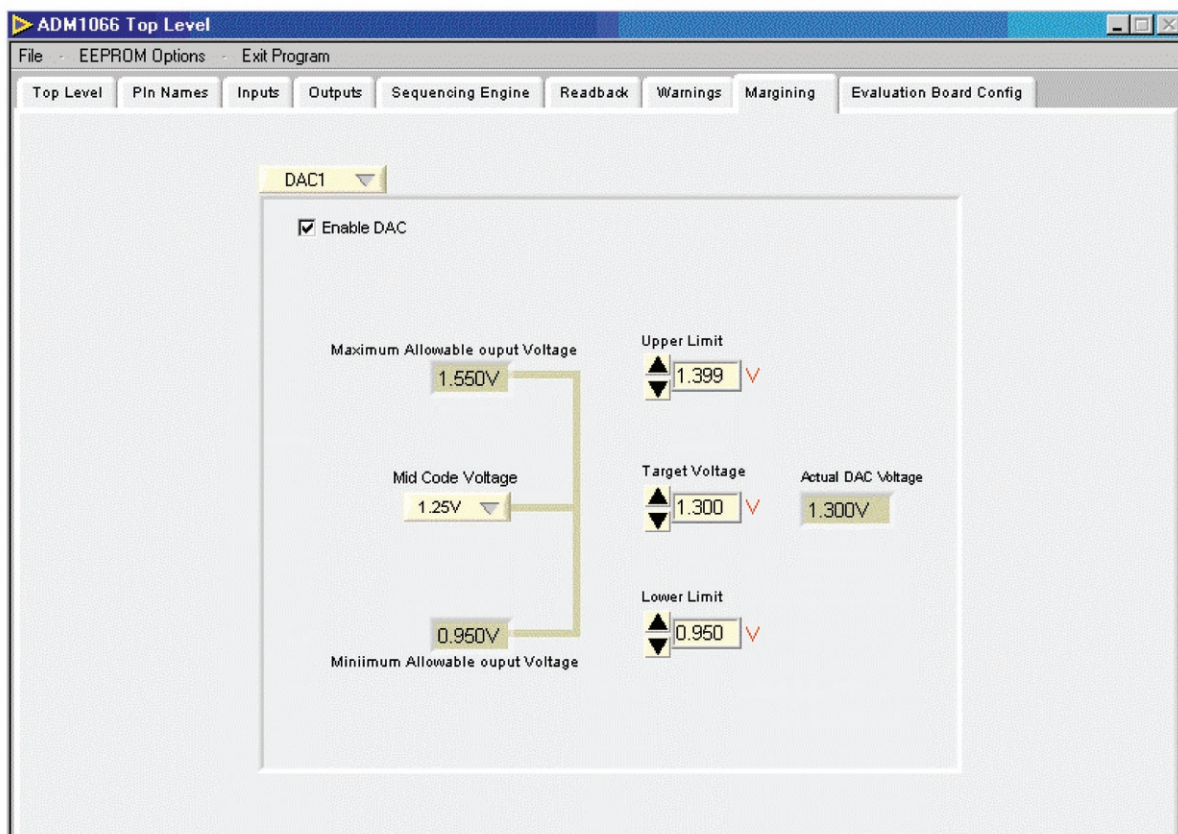 ADM1066 Top Level
File - EEPROM Options - Exit Program
Top Level PIn Names Inputs Outputs Sequencing Engine Readback Warnings Margining Evaluation Board Config
DAC1
Enable DAC
Maximum Allowable ouput Voltage
1.550V
Upper Limit
1.399 V
Mid Code Voltage
1.25V
Target Voltage
1.300 V
Actual DAC Voltage
1.300V
Lower Limit
0.950 V
0.950V
Miniimum Allowable ouput Voltage